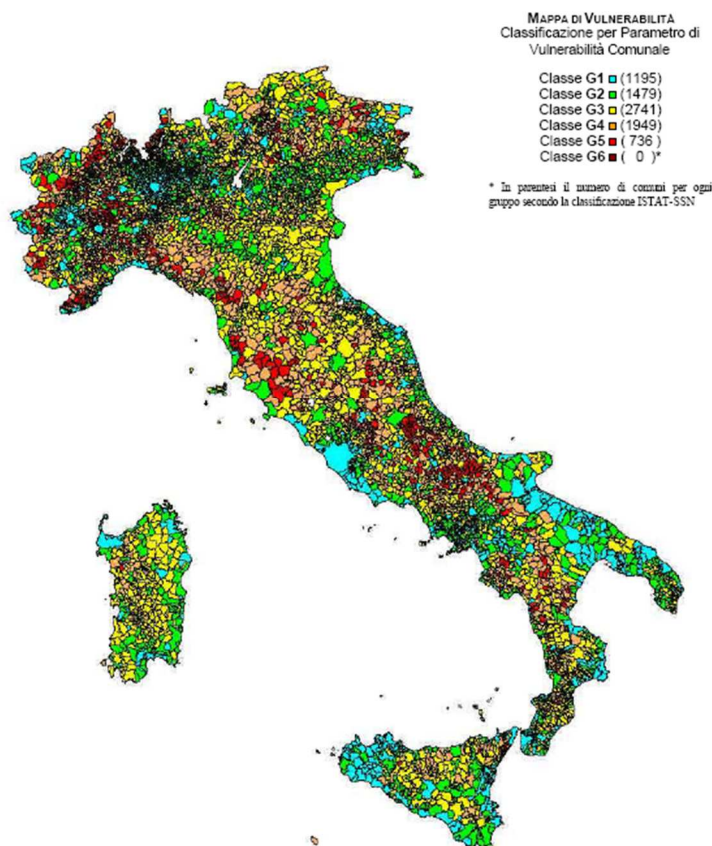 MAPPA DI VULNERABILITÀ
Classificazione per Parametro di
Vulnerabilità Comunale
Classe G1 (1195)
Classe G2 (1479)
Classe G3 (2741)
Classe G4 (1949)
Classe G5 ( 736 )
Classe G6 ( 0 )*
* In parentesi il numero di comuni per ogni
gruppo secondo la classificazione ISTAT-SSN